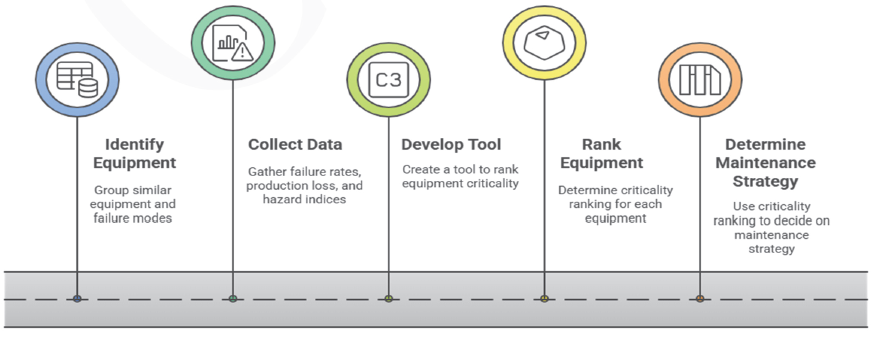 C3
Identify
Equipment
Group similar
equipment and
failure modes
Collect Data
Gather failure rates,
production loss, and
hazard indices
Develop Tool
Create a tool to rank
equipment criticality
Rank
Equipment
Determine criticality
ranking for each
equipment
Determine
Maintenance
Strategy
Use criticality
ranking to decide on
maintenance
strategy